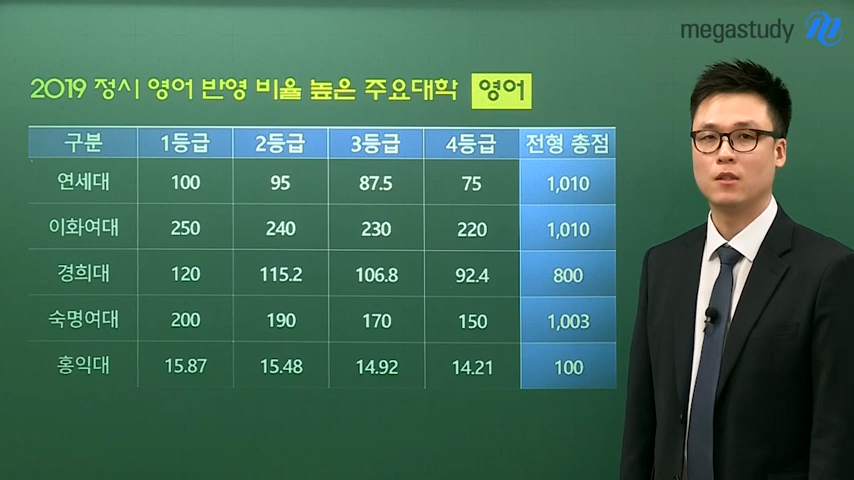 megastudy
2019 정시 영어 반영 비율 높은 주요대학 영어
구분 1등급 2등급 3등급 4등급 전형 총점
연세대 100 95 87.5 75 1,010
이화여대 250 240 230 220 1,010
경희대 120 115.2 106.8 92.4 800
숙명여대 200 190 170 150 1,003
홍익대 15.87 15.48 14.92 14.21 100